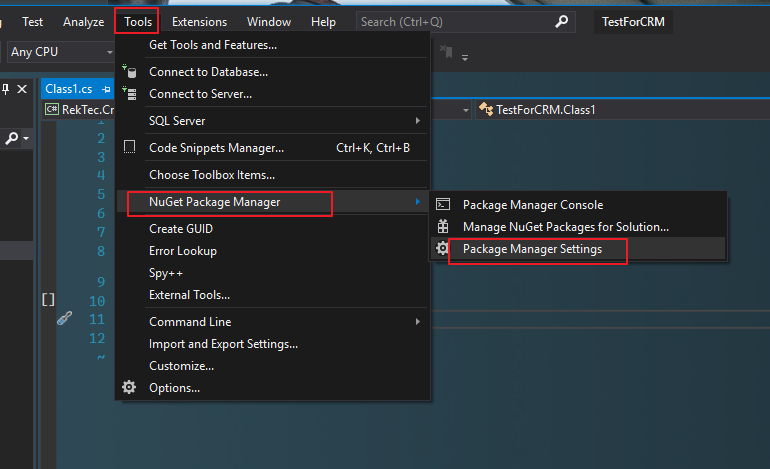 Test Analyze Tools Extensions Window Help Search (Ctrl+Q) TestForCRM
Any CPU
Get Tools and Features...
Connect to Database...
Connect to Server...
SQL Server
Code Snippets Manager... Ctrl+K, Ctrl+B
Choose Toolbox Items...
NuGet Package Manager
Create GUID
Error Lookup
Spy++
External Tools...
Command Line
Import and Export Settings...
Customize...
Options...
Package Manager Console
Manage NuGet Packages for Solution...
Package Manager Settings
Class1.cs
C# RekTec.Cr
TestForCRM.Class1
1
2
3
4
5
6
7
8
9
10
11
12
~